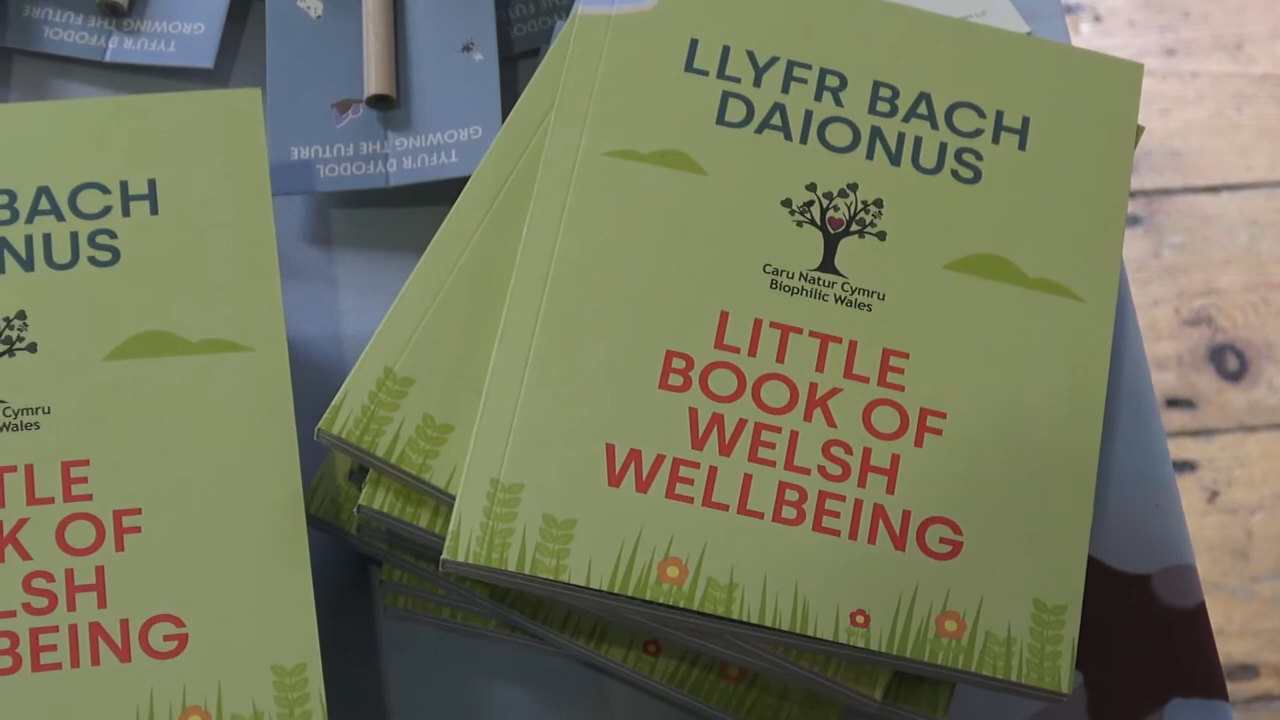 TYFU'R DYFODOL
GROWING THE FUTURE
TYFU'R DYFODOL
GROWING THE FUTURE
LLYFR BACH
DAIONUS
Caru Natur Cymru
Biophilic Wales
LITTLE
BOOK OF
WELSH
WELLBEING
BACH
NUS
Cymru
Wales
TLE
K OF
LSH
BEING